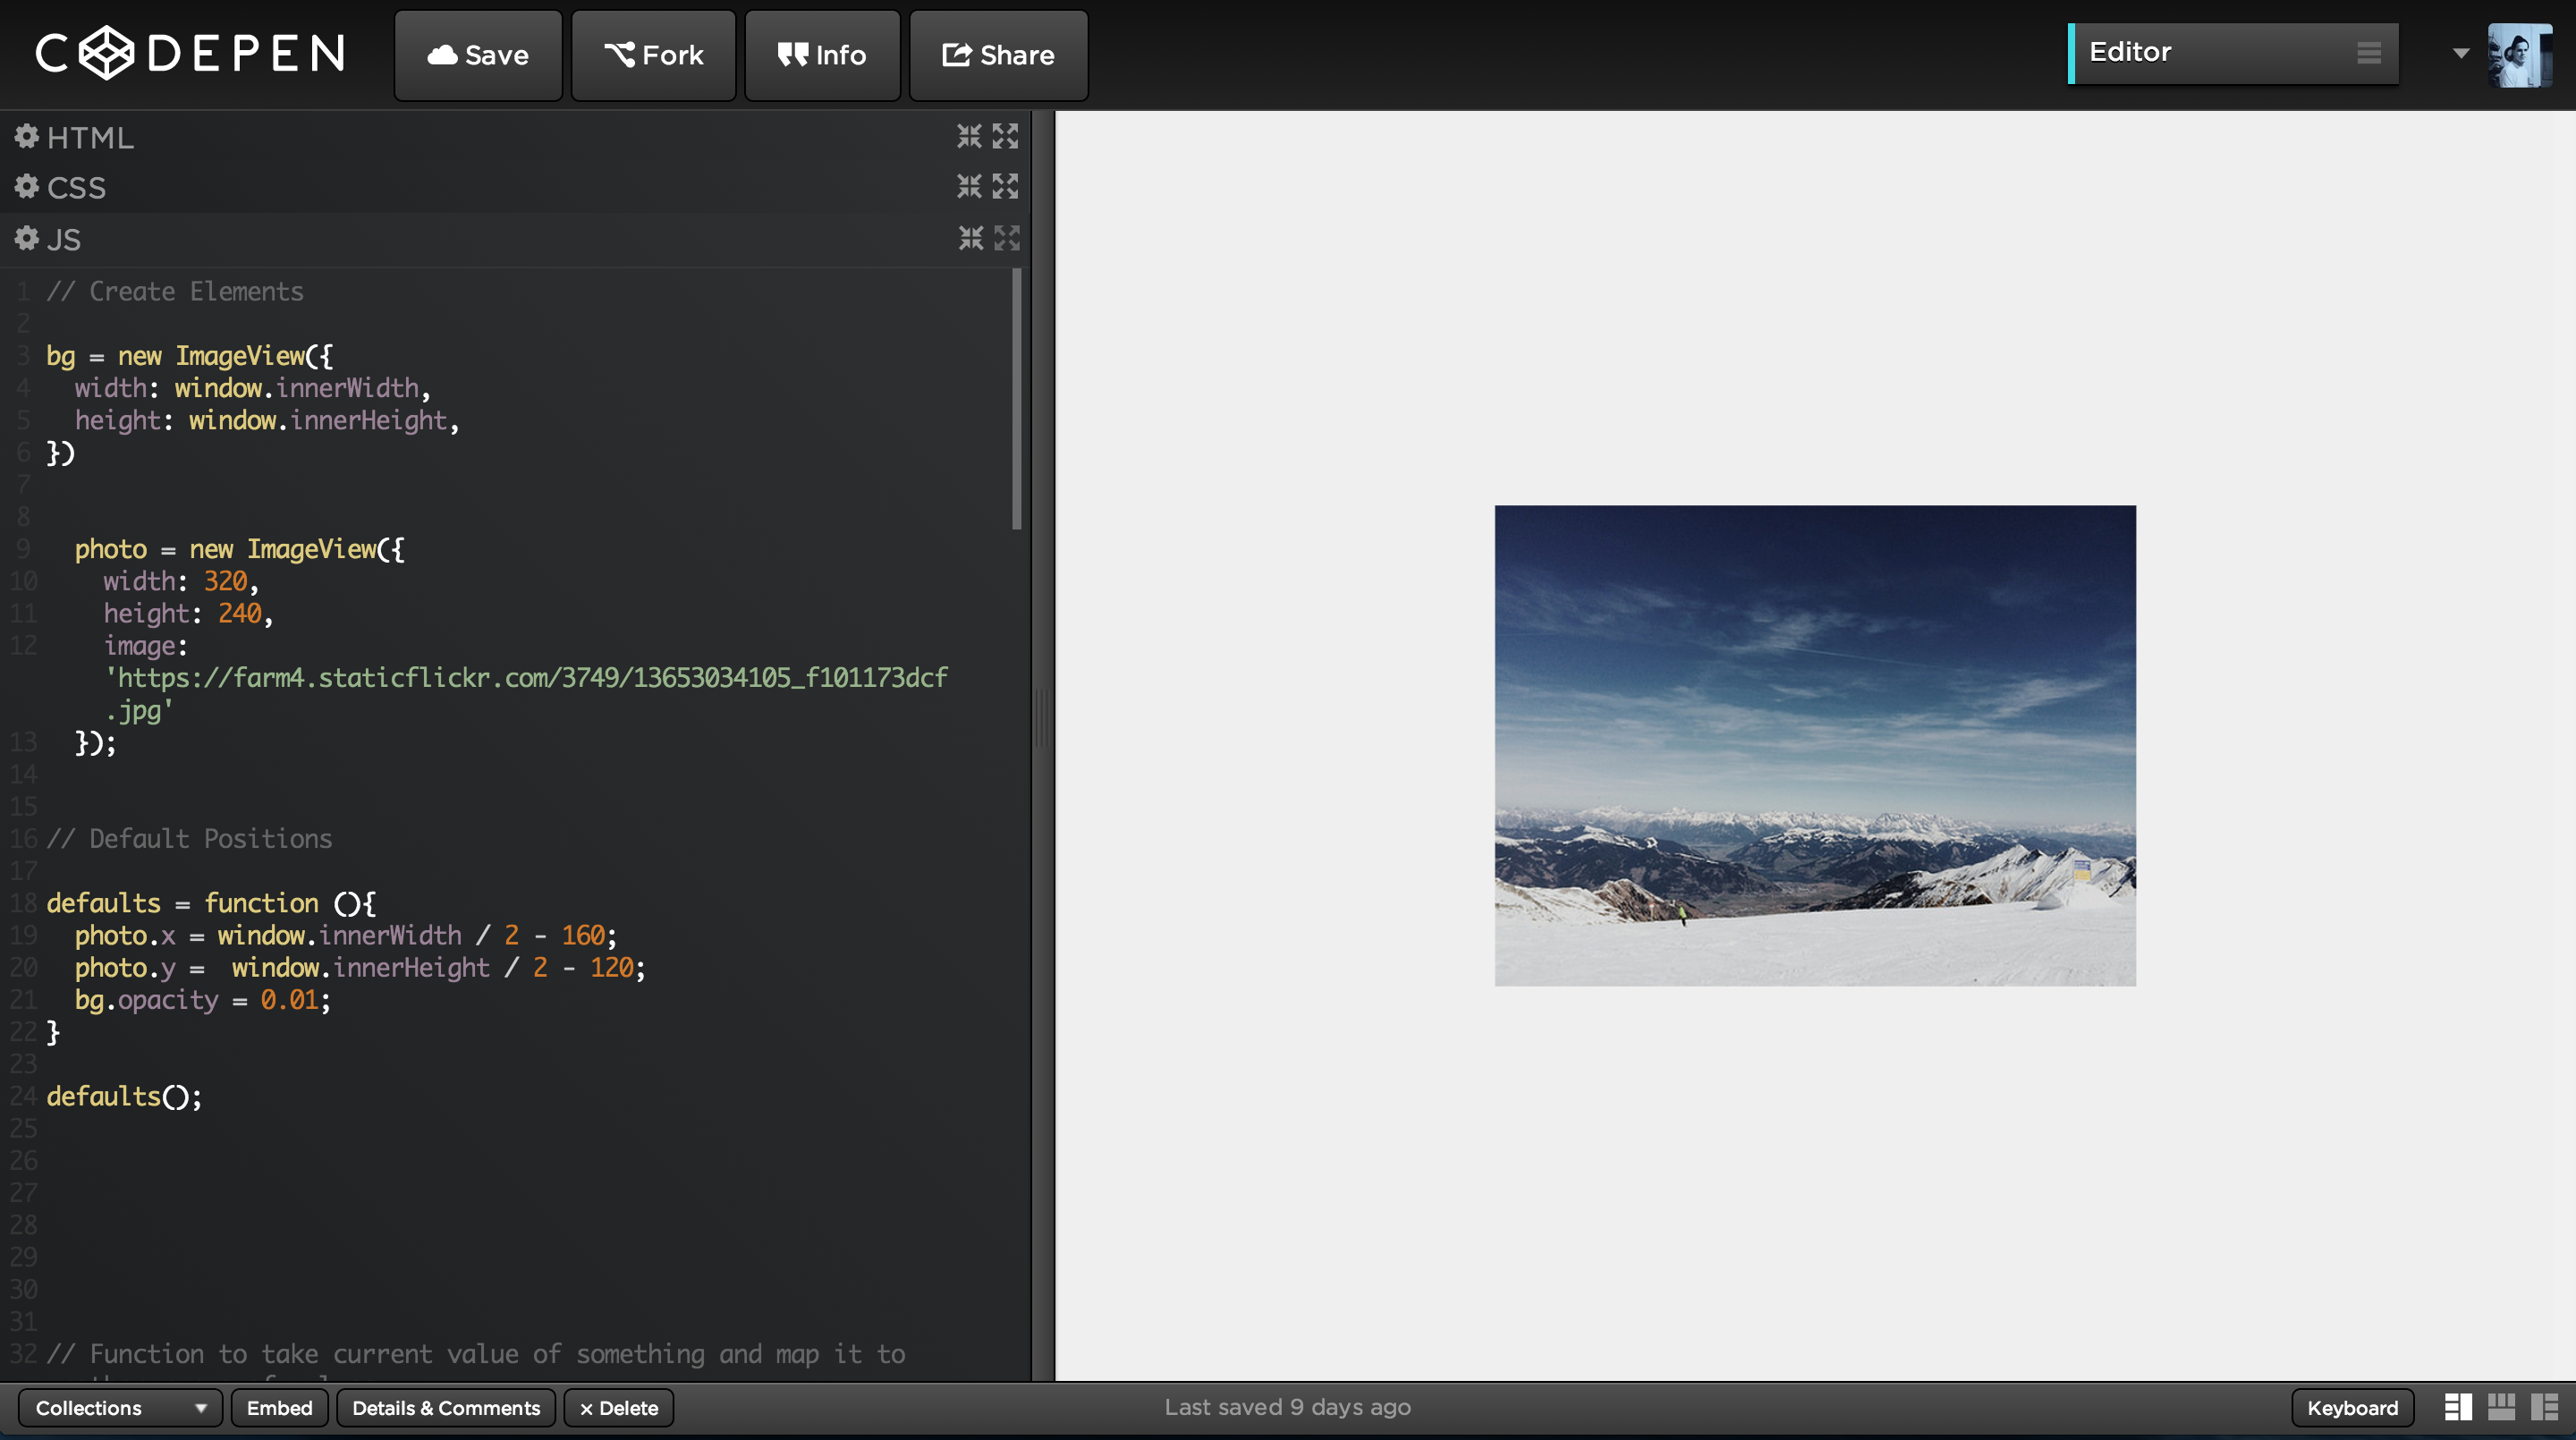 CODEPEN
Save
Fork
Info
Share
Editor
HTML
CSS
JS
1 // Create Elements
2
3 bg = new ImageView({
4 width: window.innerWidth,
5 height: window.innerHeight,
6 })
7
8
9 photo = new ImageView({
10 width: 320,
11 height: 240,
12 image:
'https://farm4.staticflickr.com/3749/13653034105_f101173dcf
.jpg'
13 });
14
15
16 // Default Positions
17
18 defaults = function (){
19 photo.x = window.innerWidth / 2 - 160;
20 photo.y =  window.innerHeight / 2 - 120;
21 bg.opacity = 0.01;
22 }
23
24 defaults();
25
26
27
28
29
30
31
32 // Function to take current value of something and map it to
Collections
Embed
Details & Comments
x Delete
Last saved 9 days ago
Keyboard